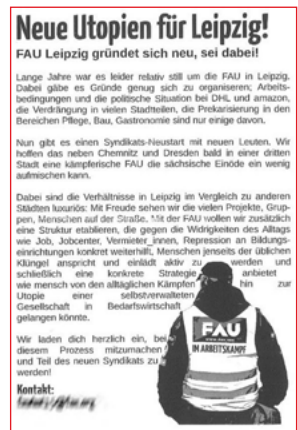 Neue Utopien für Leipzig!
FAU Leipzig gründet sich neu, sei dabei!
Lange Jahre war es leider relativ still um die FAU in Leipzig.
Dabei gäbe es Gründe genug sich zu organisieren; Arbeits-
bedingungen und die politische Situation bei DHL und amazon,
die Verdrängung in vielen Stadtteilen, die Prekarisierung in den
Bereichen Pflege, Bau, Gastronomie sind nur einige davon.
Nun gibt es einen Syndikats-Neustart mit neuen Leuten. Wir
hoffen das neben Chemnitz und Dresden bald in einer dritten
Stadt eine kämpferische FAU die sächsische Einöde ein wenig
aufmischen kann.
Dabei sind die Verhältnisse in Leipzig im Vergleich zu anderen
Städten luxuriös: Mit Freude sehen wir die vielen Projekte, Grup-
pen, Menschen auf der Straße. Mit der FAU wollen wir zusätzlich
eine Struktur etablieren, die gegen die Widrigkeiten des Alltags
wie Job, Jobcenter, Vermieter_innen, Repression an Bildungs-
einrichtungen konkret weiterhilft, Menschen jenseits der üblichen
Klüngel anspricht und einlädt aktiv zu werden und
schließlich eine konkrete Strategie anbietet
wie mensch von den alltäglichen Kämpfen hin zur
Utopie einer selbstverwalteten
Gesellschaft in Bedarfswirtschaft
gelangen könnte.
Wir laden dich herzlich ein, bei
diesem Prozess mitzumachen
und Teil des neuen Syndikats zu
werden!
Kontakt:
FAU
IM ARBEITSKAMPF